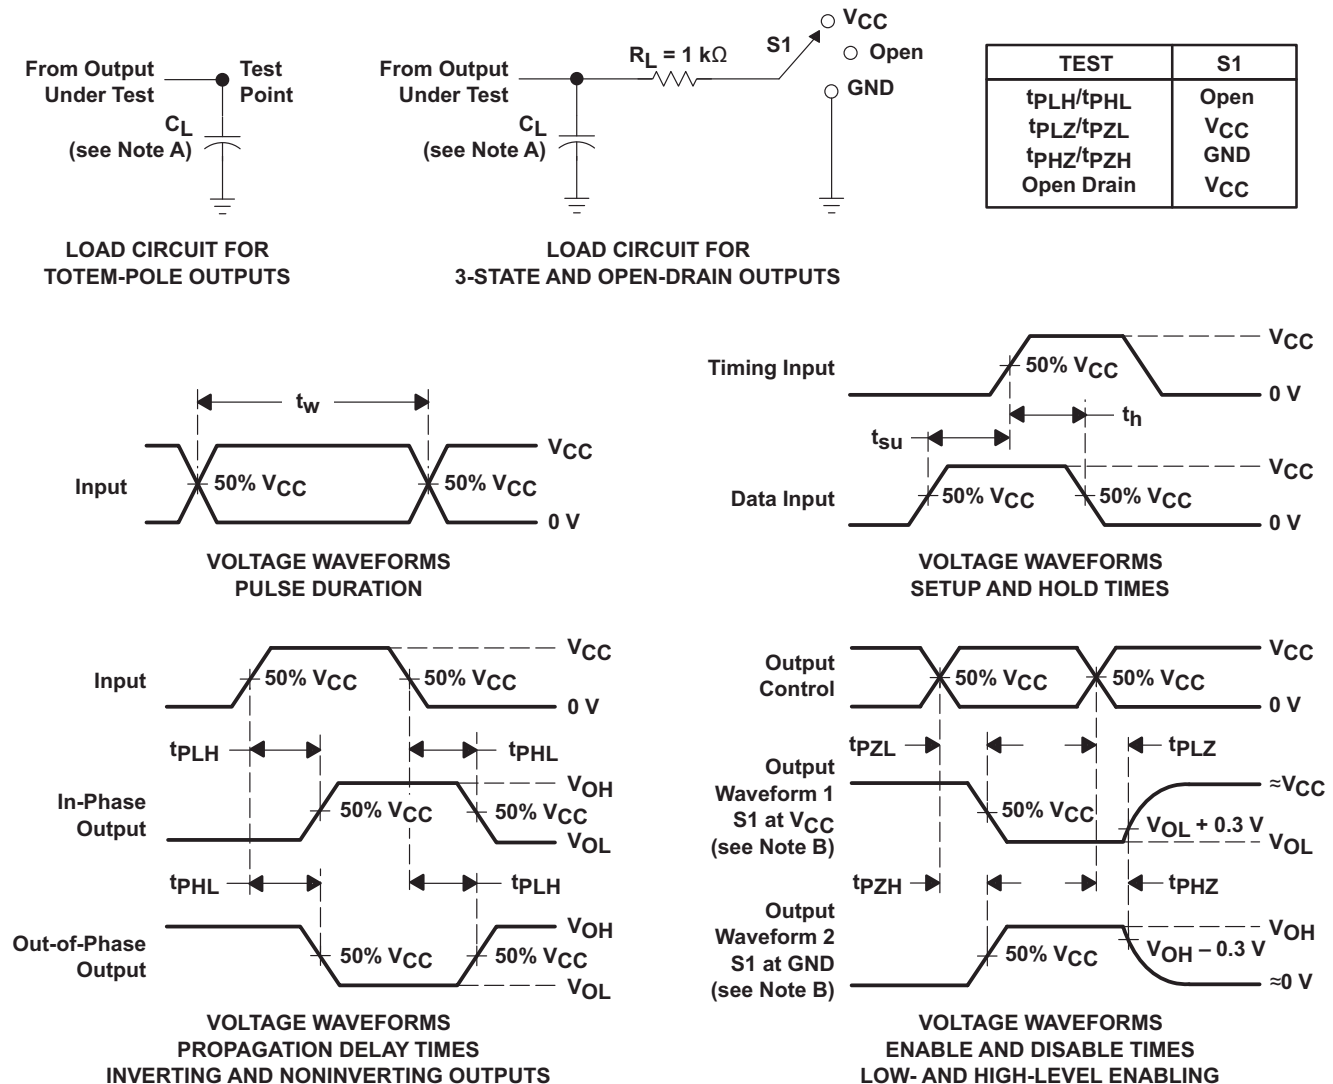 From Output
Under Test
Test
Point
CL
(see Note A)
LOAD CIRCUIT FOR
TOTEM-POLE OUTPUTS
From Output
Under Test
RL = 1 kΩ
S1
VCC
Open
GND
CL
(see Note A)
LOAD CIRCUIT FOR
3-STATE AND OPEN-DRAIN OUTPUTS
TEST S1
tPLH/tPHL Open
tPLZ/tPZL VCC
tPHZ/tPZH GND
Open Drain VCC
tw
Input
50% VCC
50% VCC
VCC
0 V
VOLTAGE WAVEFORMS
PULSE DURATION
Timing Input
50% VCC
VCC
0 V
tsu
th
Data Input
50% VCC
50% VCC
VCC
0 V
VOLTAGE WAVEFORMS
SETUP AND HOLD TIMES
Input
50% VCC
50% VCC
VCC
0 V
tPLH
tPHL
In-Phase
Output
50% VCC
50% VCC
VOH
VOL
tPHL
tPLH
Out-of-Phase
Output
50% VCC
50% VCC
VOH
VOL
VOLTAGE WAVEFORMS
PROPAGATION DELAY TIMES
INVERTING AND NONINVERTING OUTPUTS
Output
Control
50% VCC
50% VCC
VCC
0 V
tPZL
tPLZ
Output
Waveform 1
S1 at VCC
(see Note B)
50% VCC
VOL + 0.3 V
≈VCC
VOL
tPZH
tPHZ
Output
Waveform 2
S1 at GND
(see Note B)
50% VCC
VOH – 0.3 V
VOH
≈0 V
VOLTAGE WAVEFORMS
ENABLE AND DISABLE TIMES
LOW- AND HIGH-LEVEL ENABLING